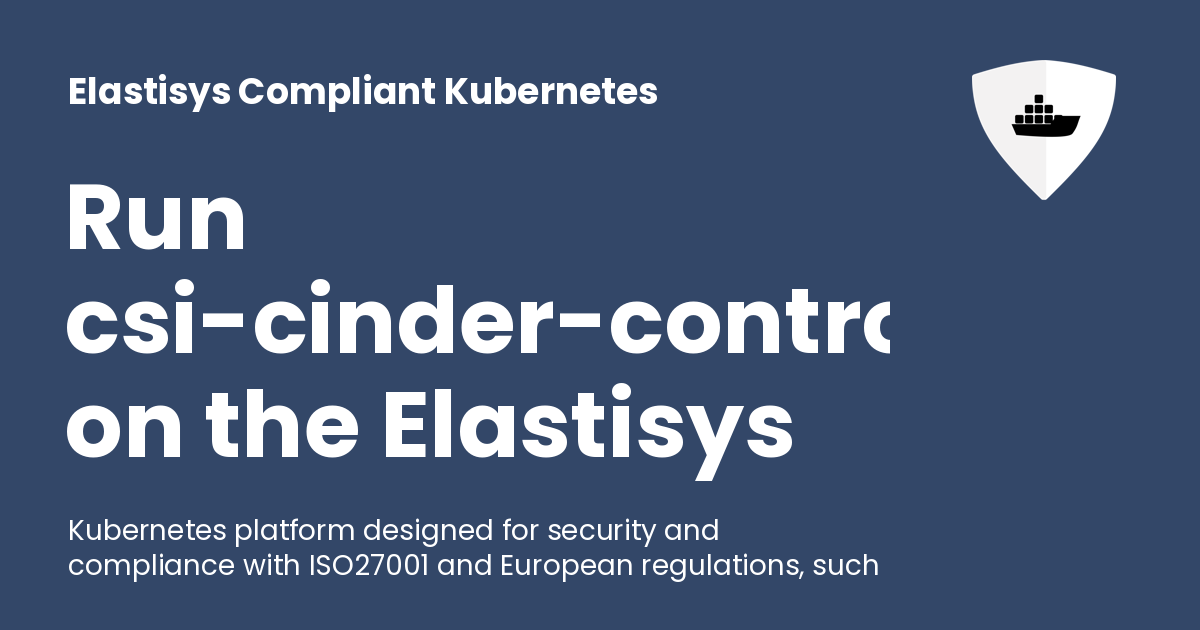 Elastisys Compliant Kubernetes
Run
csi-cinder-contr
on the Elastisys
Kubernetes platform designed for security and
compliance with ISO27001 and European regulations, such